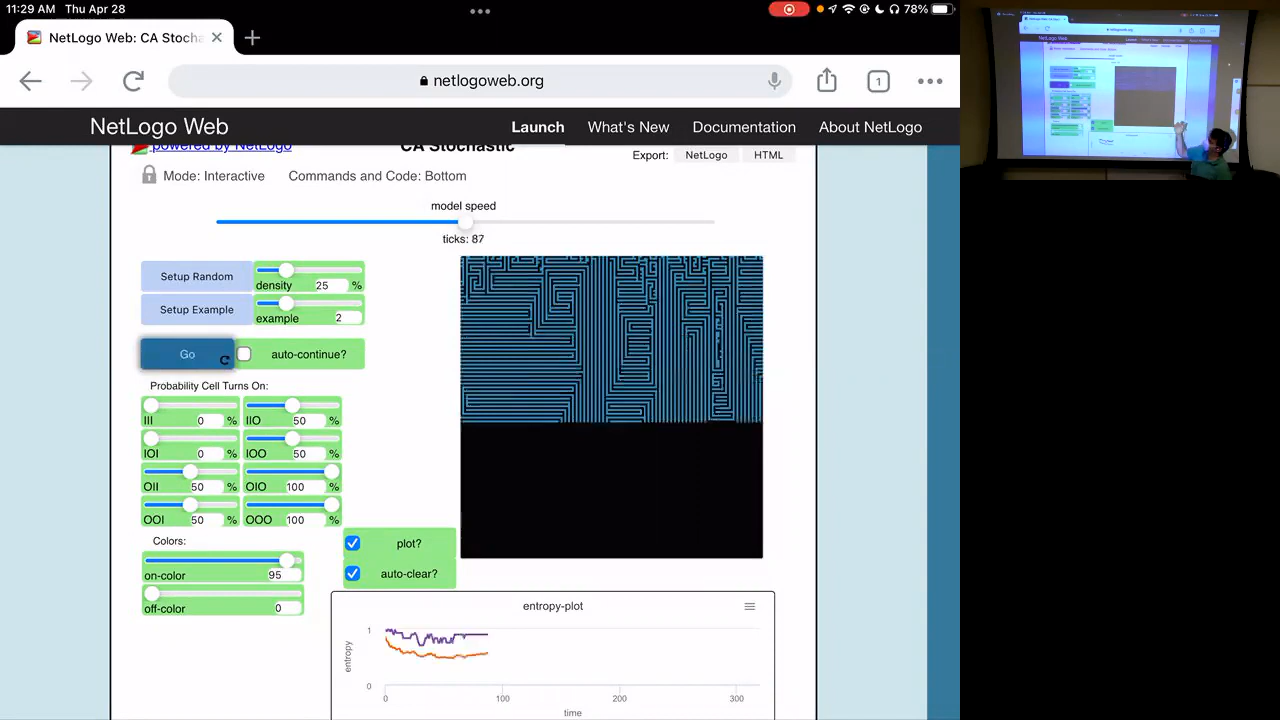 11:29 AM Thu Apr 28
78%
NetLogo Web: CA Stocha
netlogoweb.org
1
NetLogo Web
Launch
What's New
Documentation
About NetLogo
powered by NetLogo
CA Stochastic
Export:
NetLogo
HTML
Mode: Interactive
Commands and Code: Bottom
model speed
ticks: 87
Setup Random
density 25 %
Setup Example
example 2
Go
auto-continue?
Probability Cell Turns On:
III 0 %
IIO 50 %
IOI 0 %
IOO 50 %
OII 50 %
OIO 100 %
OOI 50 %
OOO 100 %
Colors:
on-color 95
off-color 0
plot?
auto-clear?
entropy-plot
entropy
1
0
0 100 200 300
time